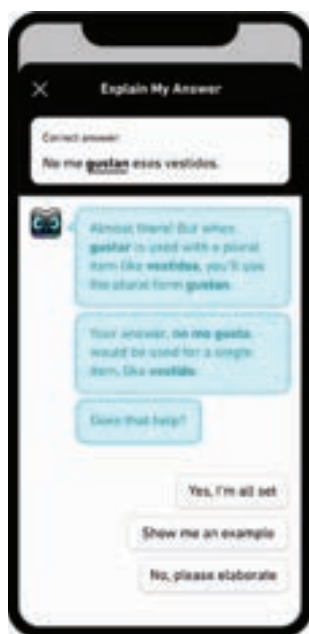 Explain My Answer
Correct answer:
No me gustan esos vestidos.
Almost there! But when
gustar is used with a plural
item like vestidos, you'll use
the plural form gustan.
Your answer, no me gusta,
would be used for a single
item, like vestido.
Does that help?
Yes, I'm all set
Show me an example
No, please elaborate